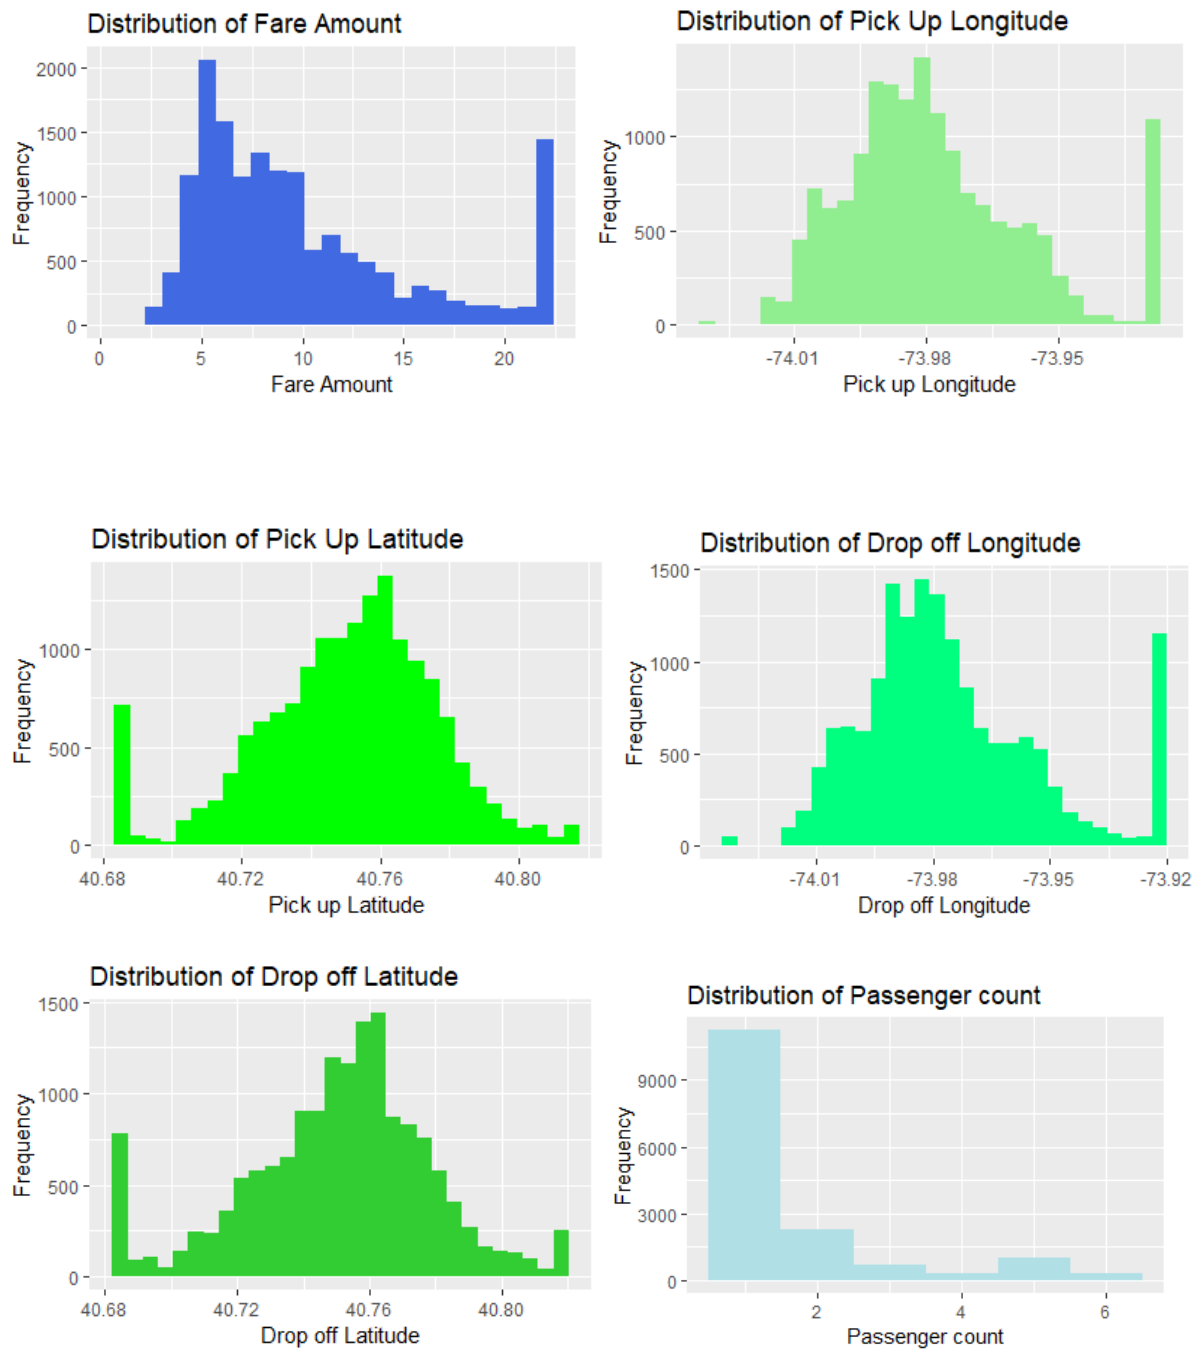 Distribution of Fare Amount
2000
1500
1000
500
0
Frequency
0 5 10 15 20
Fare Amount
Distribution of Pick Up Longitude
1000
500
0
Frequency
-74.01 -73.98 -73.95
Pick up Longitude
Distribution of Pick Up Latitude
1000
500
0
Frequency
40.68 40.72 40.76 40.80
Pick up Latitude
Distribution of Drop off Longitude
1500
1000
500
0
Frequency
-74.01 -73.98 -73.95 -73.92
Drop off Longitude
Distribution of Drop off Latitude
1500
1000
500
0
Frequency
40.68 40.72 40.76 40.80
Drop off Latitude
Distribution of Passenger count
9000
6000
3000
0
Frequency
2 4 6
Passenger count